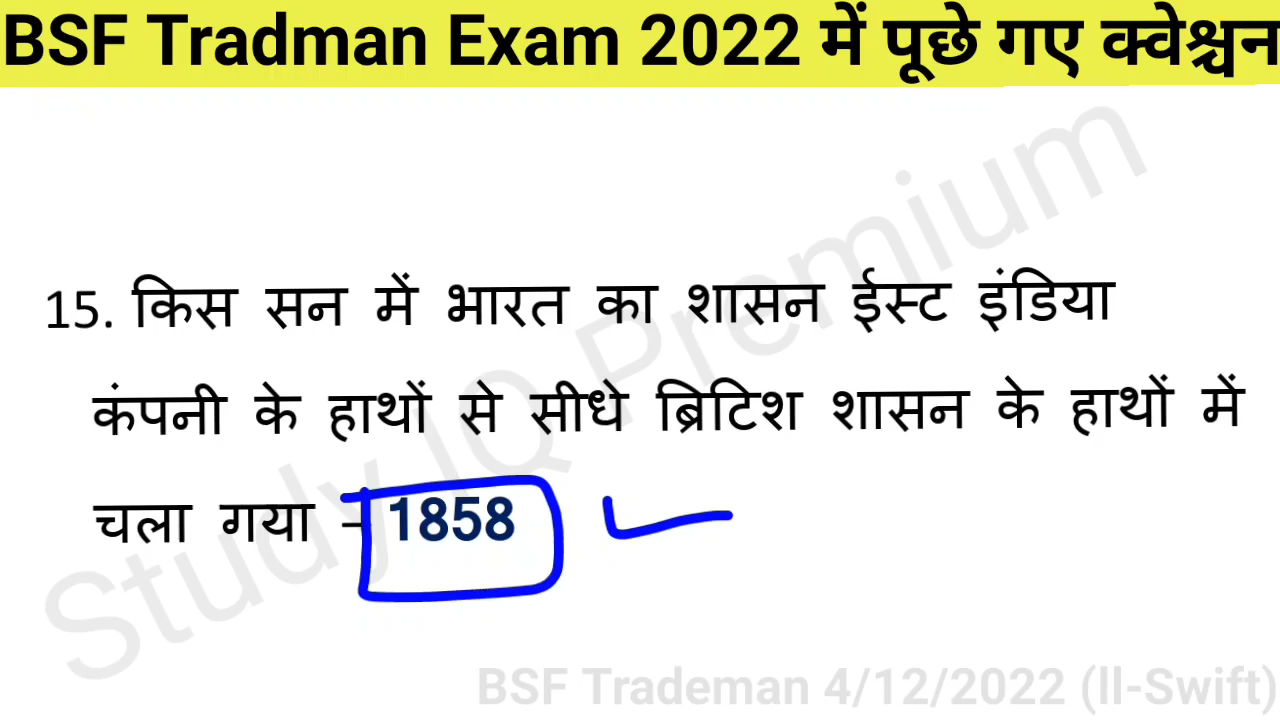 BSF Tradman Exam 2022 में पूछे गए क्वेश्चन
15. किस सन में भारत का शासन ईस्ट इंडिया
कंपनी के हाथों से सीधे ब्रिटिश शासन के हाथों में
चला गया - 1858
Study IQ Premium
BSF Trademan 4/12/2022 (ll-Swift)